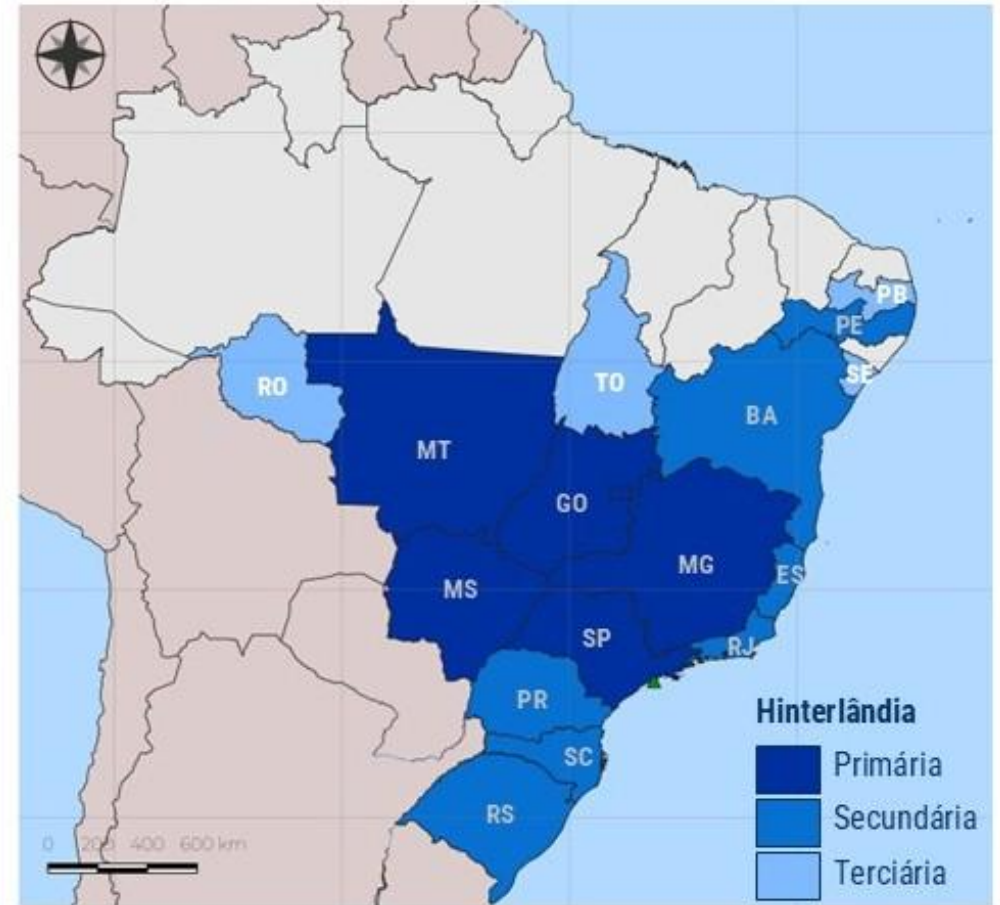 PB
PE
SE
RO
TO
BA
MT
GO
MG
ES
MS
SP
RJ
PR
SC
RS
Hinterlândia
Primária
Secundária
Terciária
0 200 400 600 km